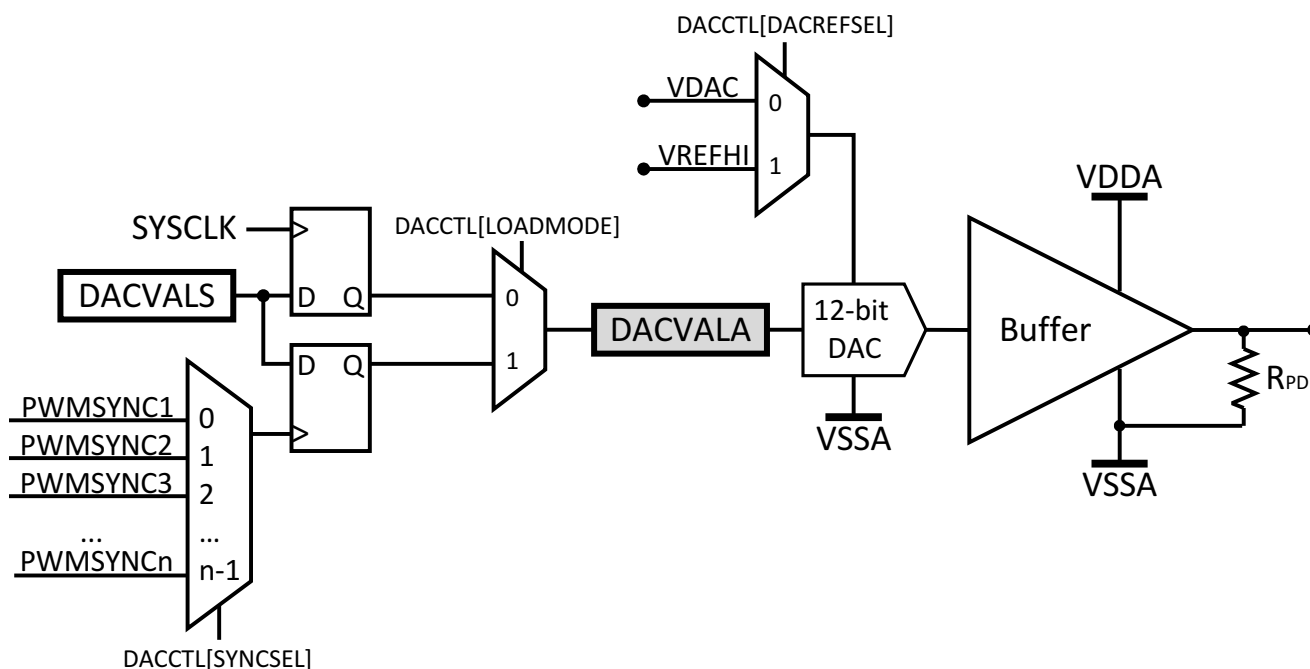 DACCTL[DACREFSEL]
VDAC
0
VREFHI
1
VDDA
SYSCLK
DACCTL[LOADMODE]
DACVALS
D Q
0
DACVALA
12-bit
DAC
Buffer
D Q
1
RPD
PWMSYNC1
0
PWMSYNC2
1
PWMSYNC3
2
VSSA
VSSA
...
...
PWMSYNCn
n-1
DACCTL[SYNCSEL]